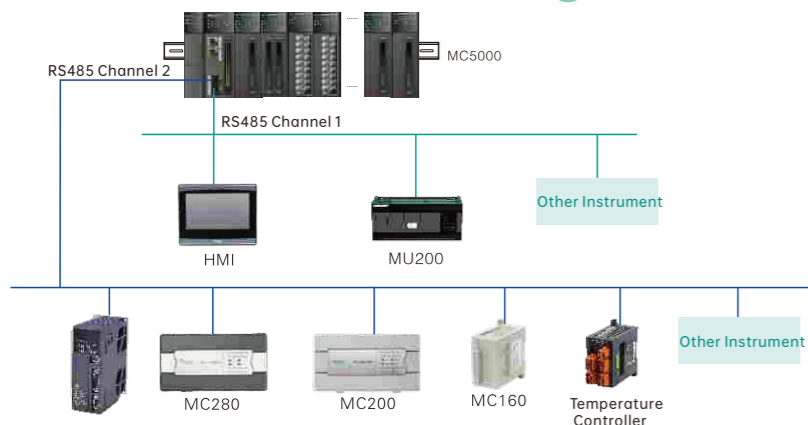 MC5000
RS485 Channel 2
RS485 Channel 1
Other Instrument
HMI
MU200
Other Instrument
MC280
MC200
MC160
Temperature
Controller